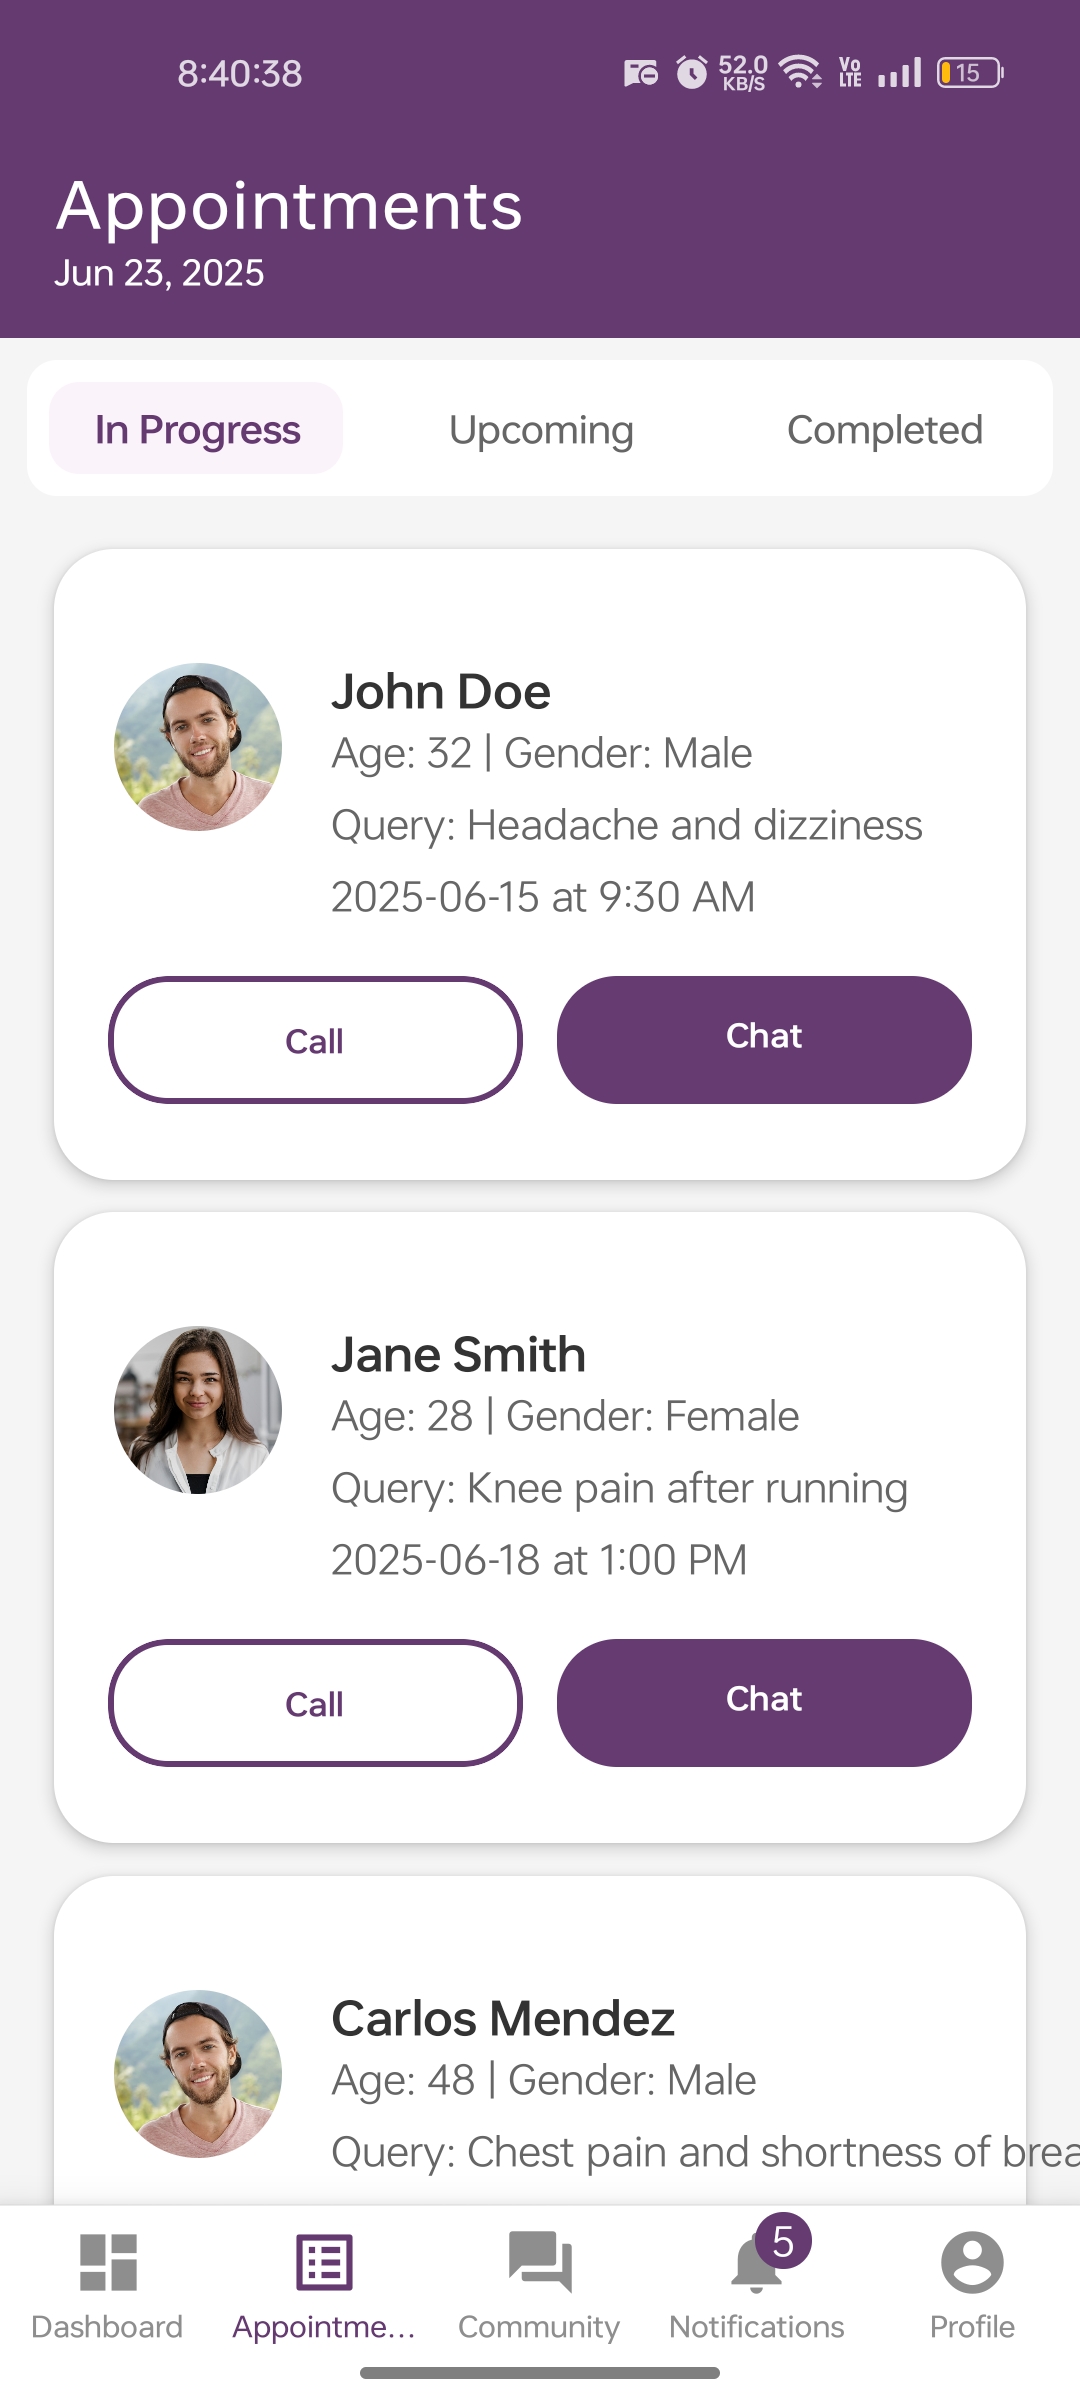 8:40:38
52.0
KB/S
Vo
LTE
15
Appointments
Jun 23, 2025
In Progress
Upcoming
Completed
John Doe
Age: 32 | Gender: Male
Query: Headache and dizziness
2025-06-15 at 9:30 AM
Call
Chat
Jane Smith
Age: 28 | Gender: Female
Query: Knee pain after running
2025-06-18 at 1:00 PM
Call
Chat
Carlos Mendez
Age: 48 | Gender: Male
Query: Chest pain and shortness of brea
5
Dashboard
Appointme...
Community
Notifications
Profile